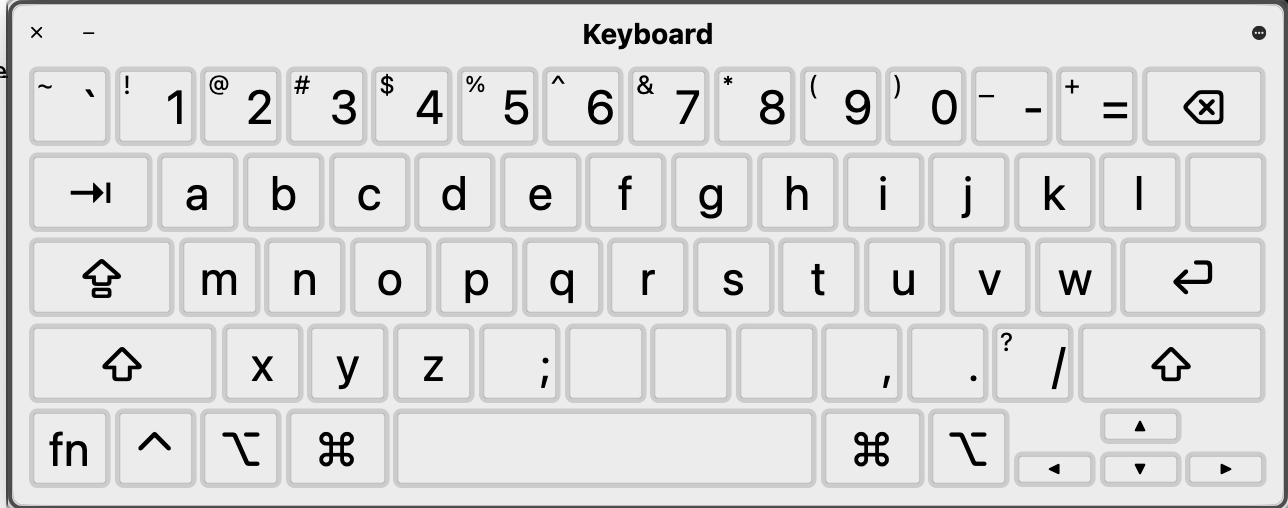 Keyboard
~ ` ! 1 @ 2 # 3 $ 4 % 5 ^ 6 & 7 * 8 ( 9 ) 0 _ - + =
a b c d e f g h i j k l
m n o p q r s t u v w
x y z ; , . ? /
fn ^ ⌥ ⌘ ⌘ ⌥